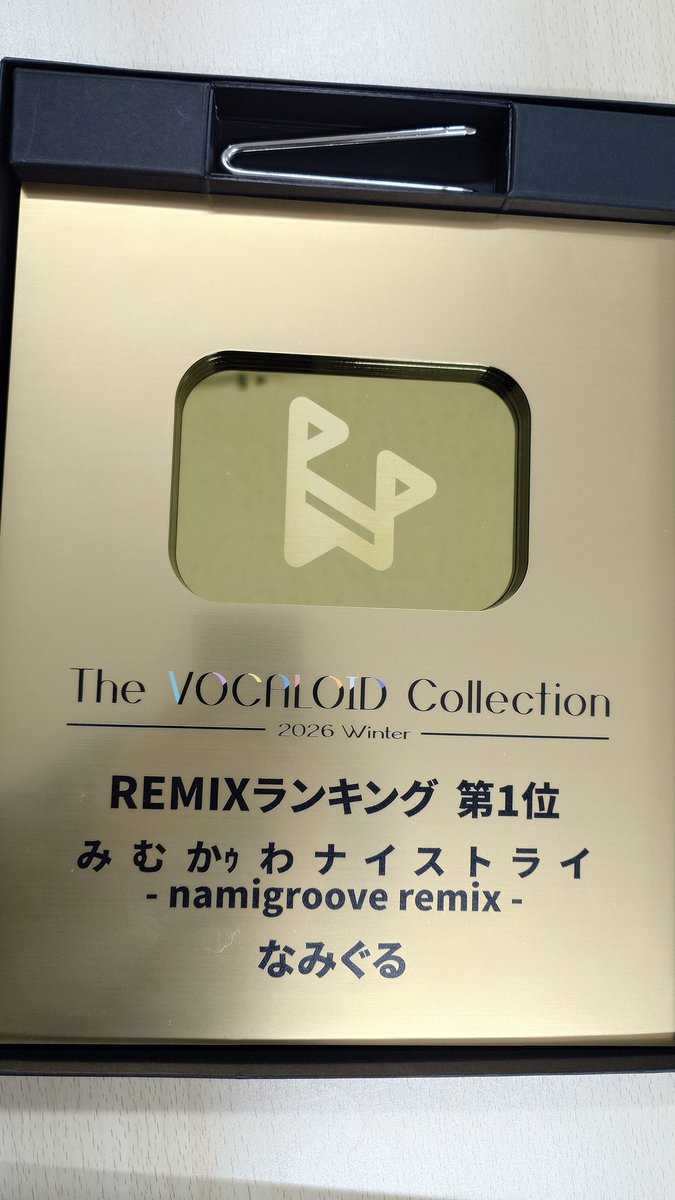 The VOCALOID Collection
2026 Winter
REMIXランキング 第1位
み む かｩ わ ナ イ ス ト ラ イ
- namigroove remix -
なみぐる